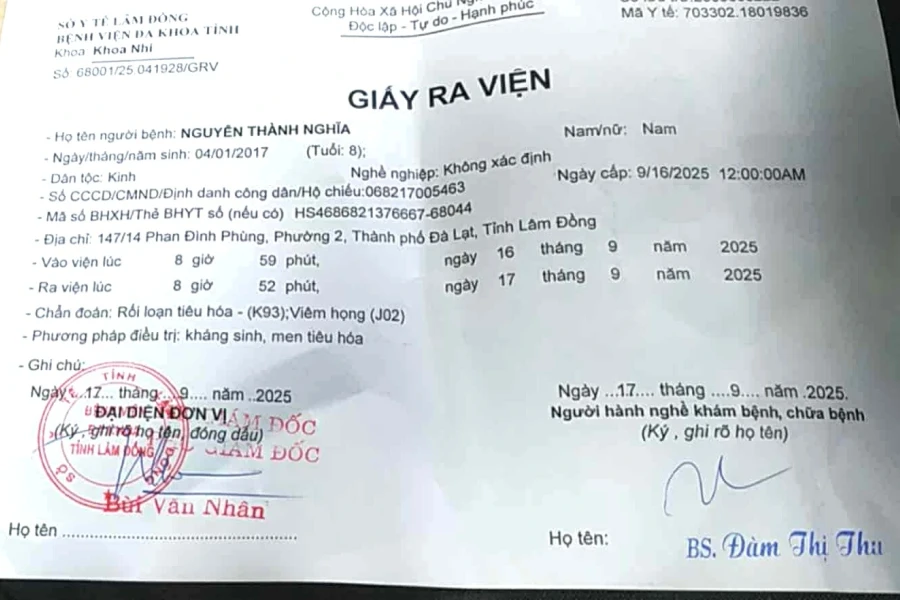 SỞ Y TẾ LÂM ĐỒNG
BỆNH VIỆN ĐA KHOA TỈNH
Khoa Khoa Nhi
Số 68001/25 041928/GRV
Cộng Hòa Xã Hội Chủ
Độc lập - Tự do - Hạnh phúc
Mã Y tế: 703302.18019836
GIẤY RA VIỆN
- Họ tên người bệnh: NGUYỄN THÀNH NGHĨA
Nam/nữ: Nam
- Ngày/tháng/năm sinh: 04/01/2017 (Tuổi: 8);
- Dân tộc: Kinh
Nghề nghiệp: Không xác định
- Số CCCD/CMND/Định danh công dân/Hộ chiếu:068217005463
Ngày cấp: 9/16/2025 12:00:00AM
- Mã số BHXH/Thẻ BHYT số (nếu có) HS4686821376667-68044
- Địa chỉ: 147/14 Phan Đình Phùng, Phường 2, Thành phố Đà Lạt, Tỉnh Lâm Đồng
- Vào viện lúc 8 giờ 59 phút, ngày 16 tháng 9 năm 2025
- Ra viện lúc 8 giờ 52 phút, ngày 17 tháng 9 năm 2025
- Chẩn đoán: Rối loạn tiêu hóa - (K93);Viêm họng (J02)
- Phương pháp điều trị: kháng sinh, men tiêu hóa
- Ghi chú:
Ngày ..17... tháng ..9.... năm ..2025
ĐẠI DIỆN ĐƠN VỊ
(Ký , ghi rõ họ tên, đóng dấu)
TỈNH
TỈNH LÂM ĐỒNG
GIÁM ĐỐC
GIÁM ĐỐC
Bùi Văn Nhân
Họ tên ................................................
Ngày ...17.... tháng ....9.... năm .2025.
Người hành nghề khám bệnh, chữa bệnh
(Ký , ghi rõ họ tên)
Họ tên: BS. Đàm Thị Thu